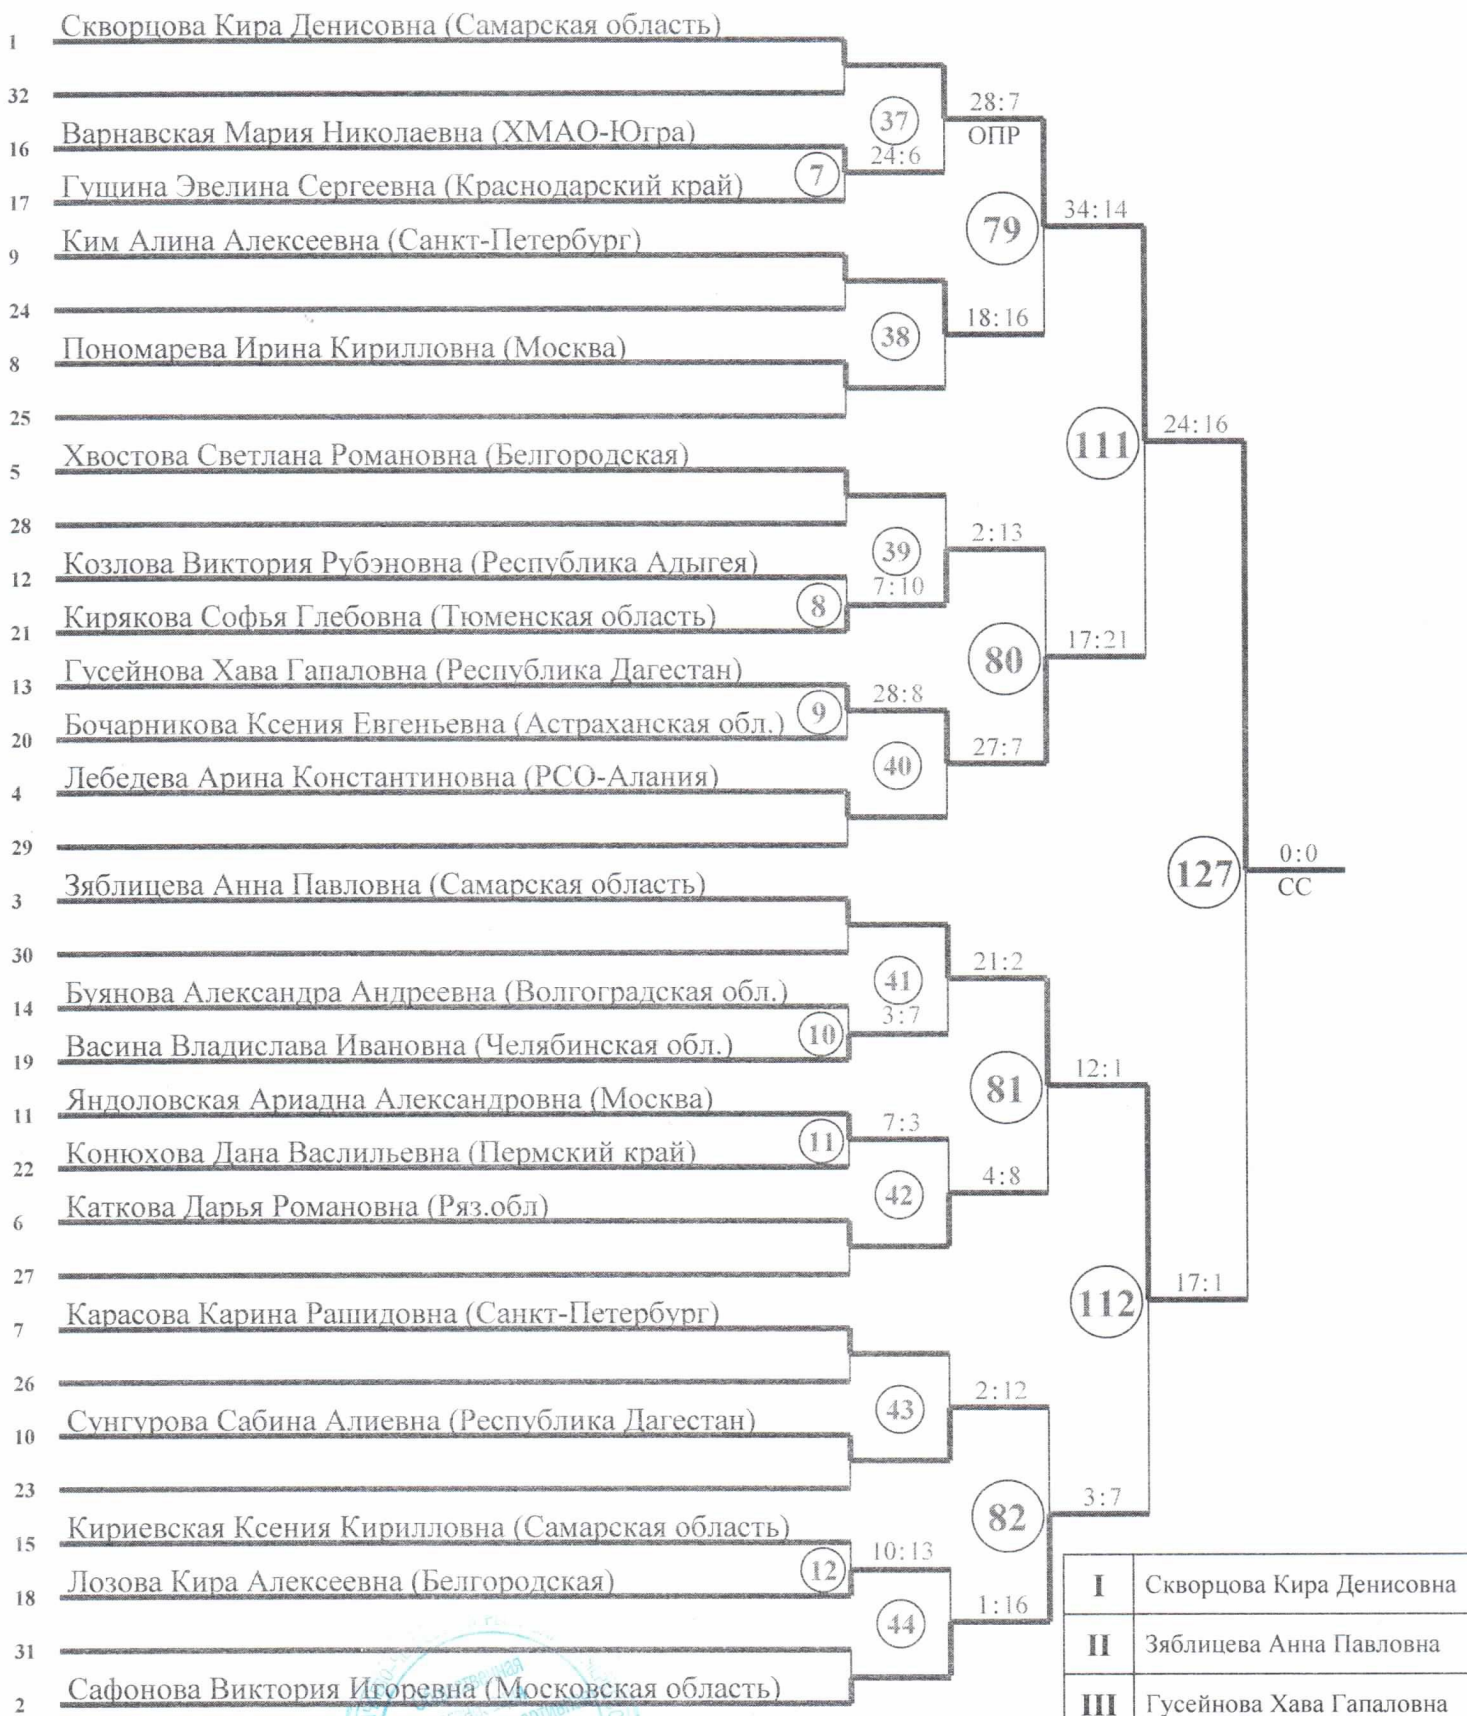 1 Скворцова Кира Денисовна (Самарская область)
32
16 Варнавская Мария Николаевна (ХМАО-Югра)
17 Гущина Эвелина Сергеевна (Краснодарский край)
7
24:6
37
28:7
ОПР
9 Ким Алина Алексеевна (Санкт-Петербург)
24
8 Пономарева Ирина Кирилловна (Москва)
25
38
18:16
79
34:14
5 Хвостова Светлана Романовна (Белгородская)
28
12 Козлова Виктория Рубэновна (Республика Адыгея)
21 Кирякова Софья Глебовна (Тюменская область)
8
7:10
39
2:13
13 Гусейнова Хава Гапаловна (Республика Дагестан)
20 Бочарникова Ксения Евгеньевна (Астраханская обл.)
9
28:8
4 Лебедева Арина Константиновна (РСО-Алания)
29
40
27:7
80
17:21
111
24:16
3 Зяблицева Анна Павловна (Самарская область)
30
14 Буянова Александра Андреевна (Волгоградская обл.)
19 Васина Владислава Ивановна (Челябинская обл.)
10
3:7
41
21:2
11 Яндоловская Ариадна Александровна (Москва)
22 Конюхова Дана Васлильевна (Пермский край)
11
7:3
6 Каткова Дарья Романовна (Ряз.обл)
27
42
4:8
81
12:1
7 Карасова Карина Рашидовна (Санкт-Петербург)
26
10 Сунгурова Сабина Алиевна (Республика Дагестан)
23
43
2:12
15 Кириевская Ксения Кирилловна (Самарская область)
18 Лозова Кира Алексеевна (Белгородская)
12
10:13
31
2 Сафонова Виктория Игоревна (Московская область)
44
1:16
82
3:7
112
17:1
127
0:0
СС
I Скворцова Кира Денисовна
II Зяблицева Анна Павловна
III Гусейнова Хава Гапаловна